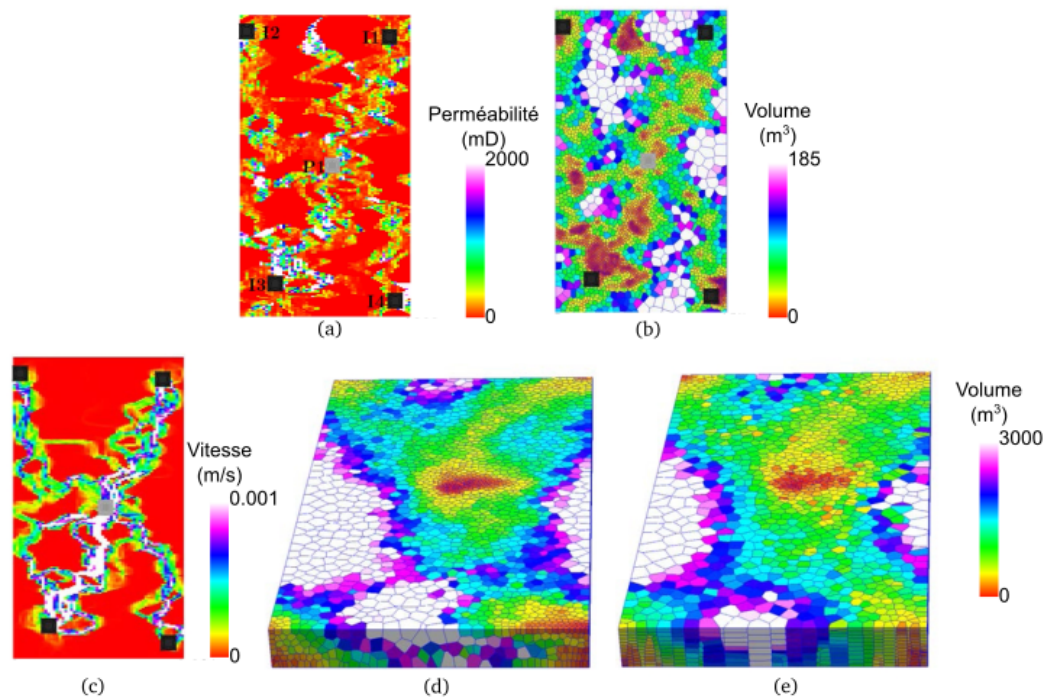 I2
I1
P1
I3
I4
Perméabilité
(mD)
2000
0
Volume
(m³)
185
0
(a)
(b)
Vitesse
(m/s)
0.001
0
Volume
(m³)
3000
0
(c)
(d)
(e)